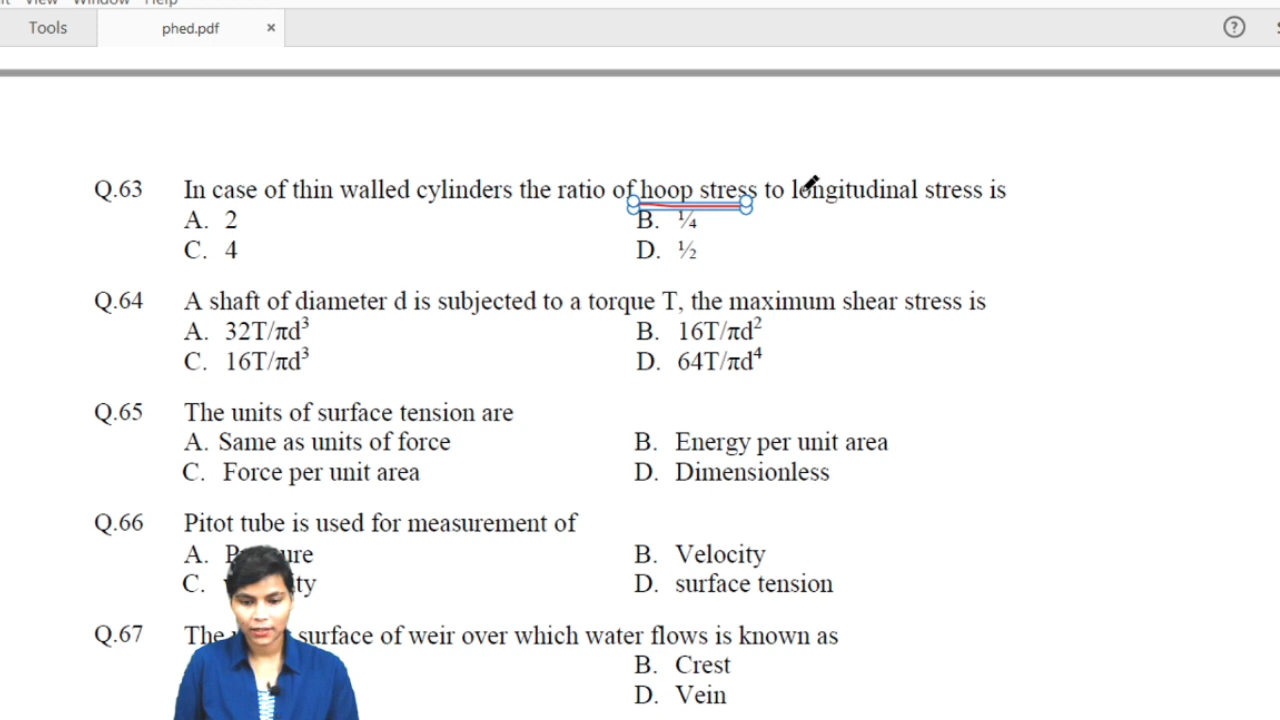 View Window Help
Tools phed.pdf × ?
Q.63 In case of thin walled cylinders the ratio of hoop stress to longitudinal stress is
A. 2 B. ¼
C. 4 D. ½
Q.64 A shaft of diameter d is subjected to a torque T, the maximum shear stress is
A. 32T/πd³ B. 16T/πd²
C. 16T/πd³ D. 64T/πd⁴
Q.65 The units of surface tension are
A. Same as units of force B. Energy per unit area
C. Force per unit area D. Dimensionless
Q.66 Pitot tube is used for measurement of
A. B. Velocity
C. D. surface tension
Q.67 The surface of weir over which water flows is known as
B. Crest
D. Vein